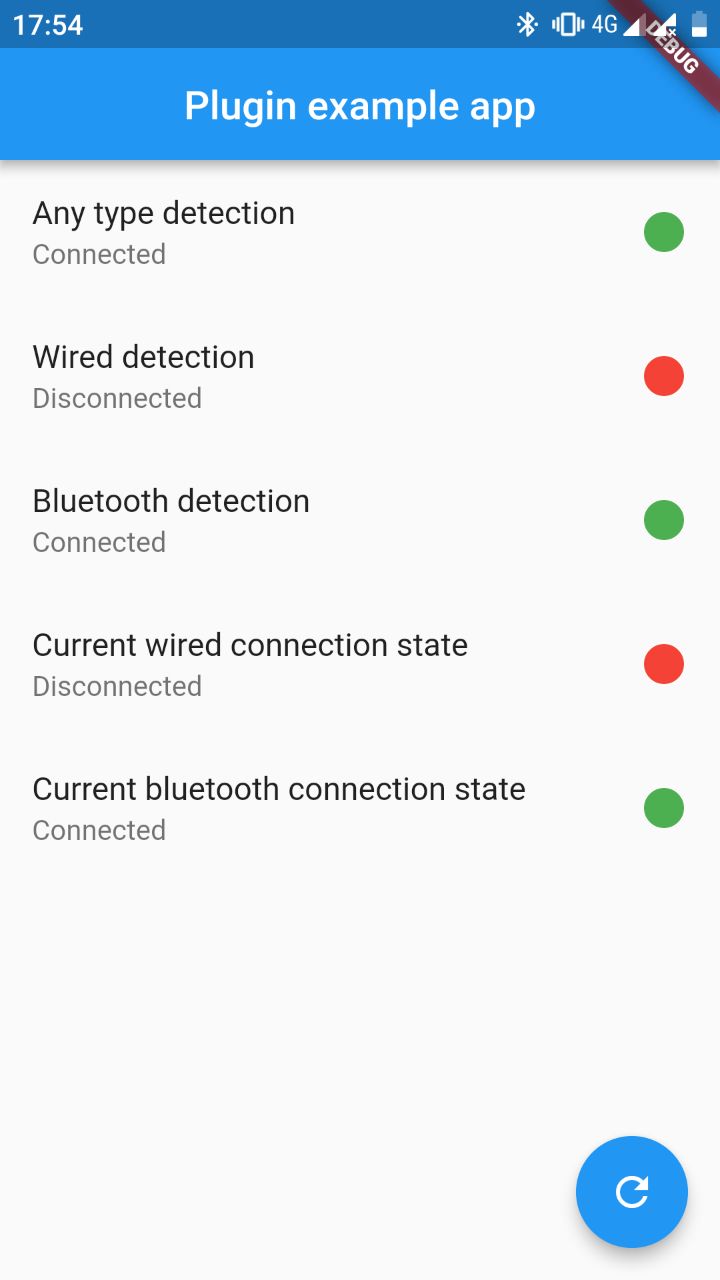 17:54
4G
DEBUG
Plugin example app
Any type detection
Connected
Wired detection
Disconnected
Bluetooth detection
Connected
Current wired connection state
Disconnected
Current bluetooth connection state
Connected